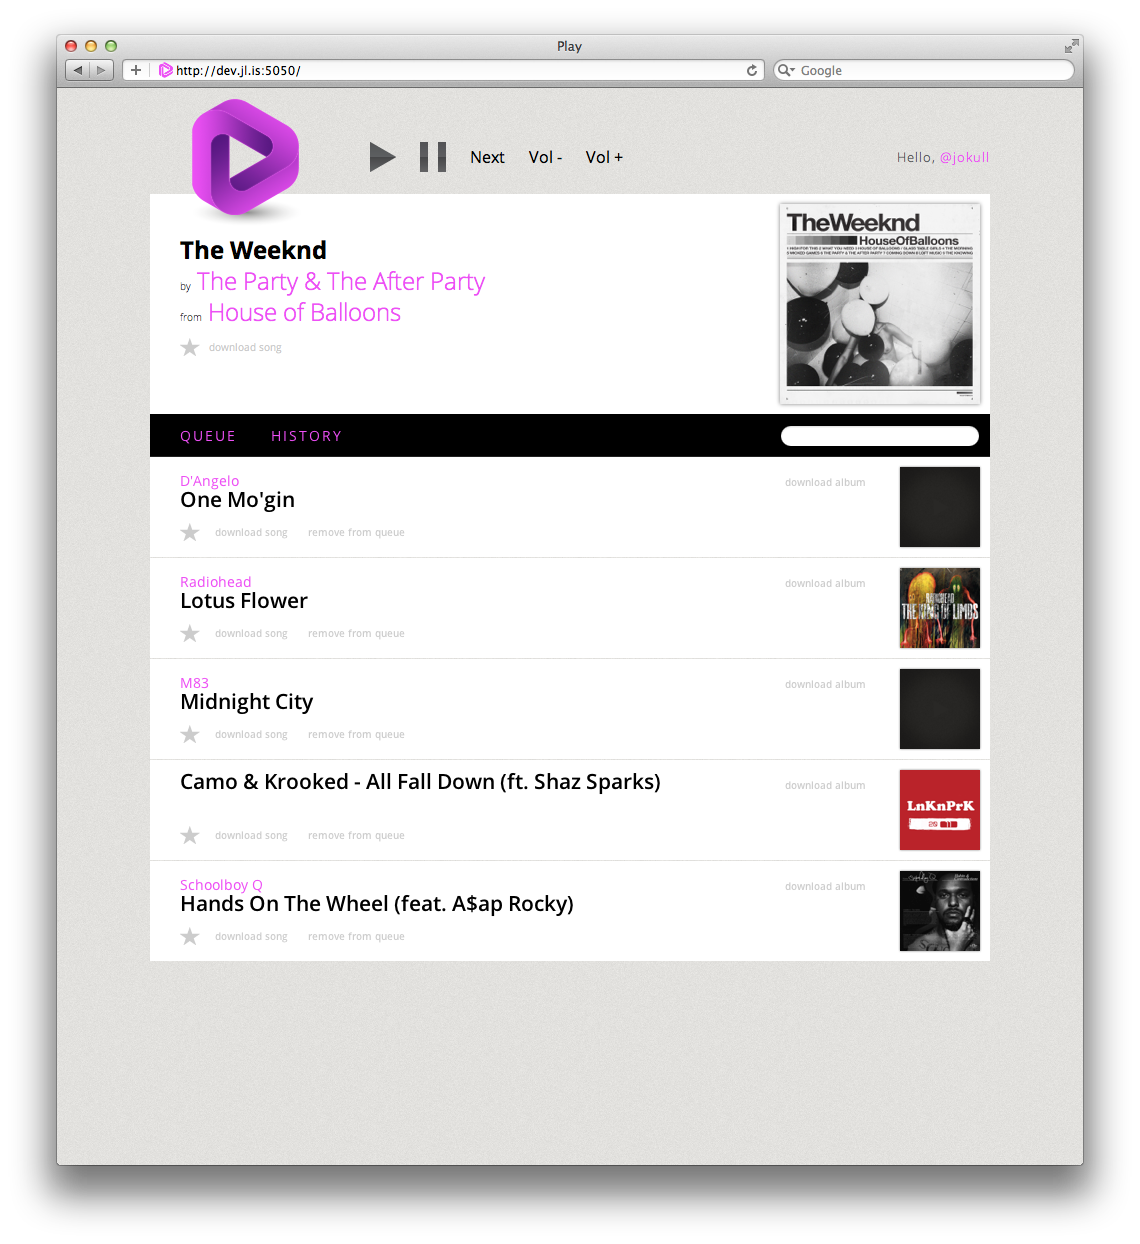 Play
http://dev.jl.is:5050/
Google
Next Vol - Vol +
Hello, @jokull
The Weeknd
by The Party & The After Party
from House of Balloons
download song
TheWeeknd
HouseOfBalloons
QUEUE HISTORY
D'Angelo
One Mo'gin
download song remove from queue
download album
Radiohead
Lotus Flower
download song remove from queue
download album
RADIOHEAD
THE KING OF LIMBS
M83
Midnight City
download song remove from queue
download album
Camo & Krooked - All Fall Down (ft. Shaz Sparks)
download song remove from queue
download album
LnKnPrK
Schoolboy Q
Hands On The Wheel (feat. A$ap Rocky)
download song remove from queue
download album